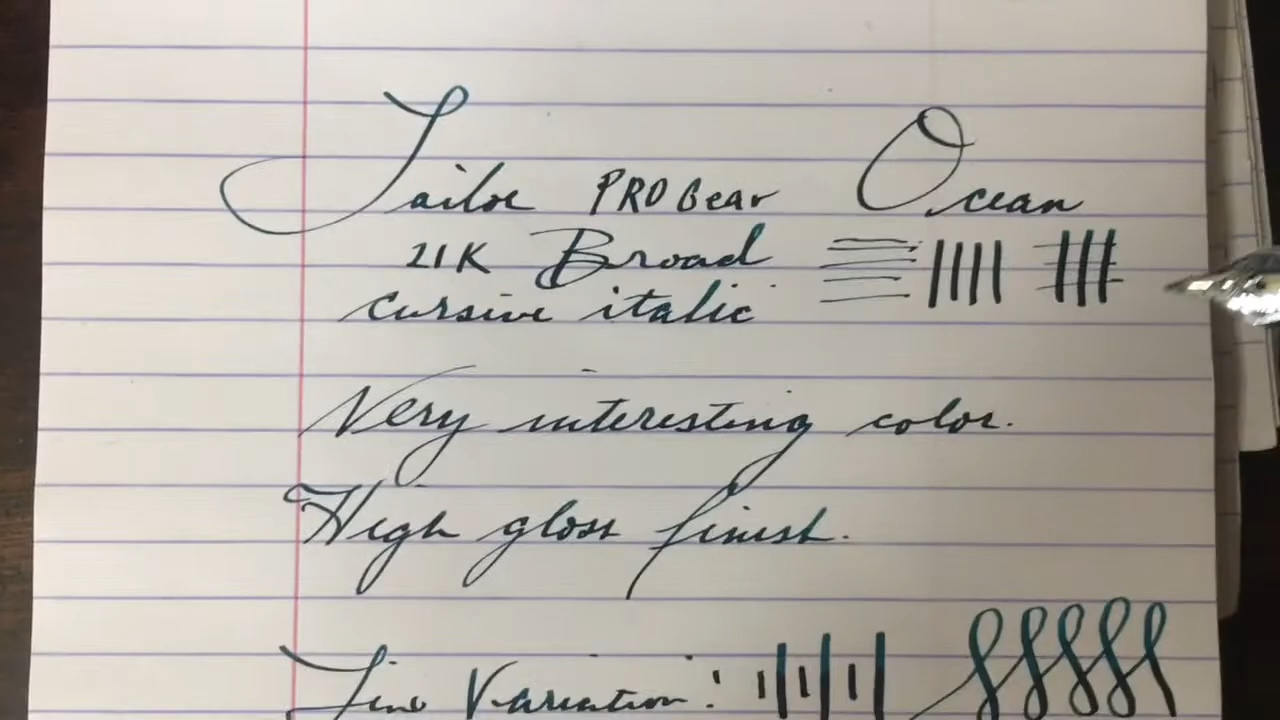 Sailor PRO Gear Ocean
21K Broad
cursive italic
Very interesting color.
High gloss finish.
Line Variation: